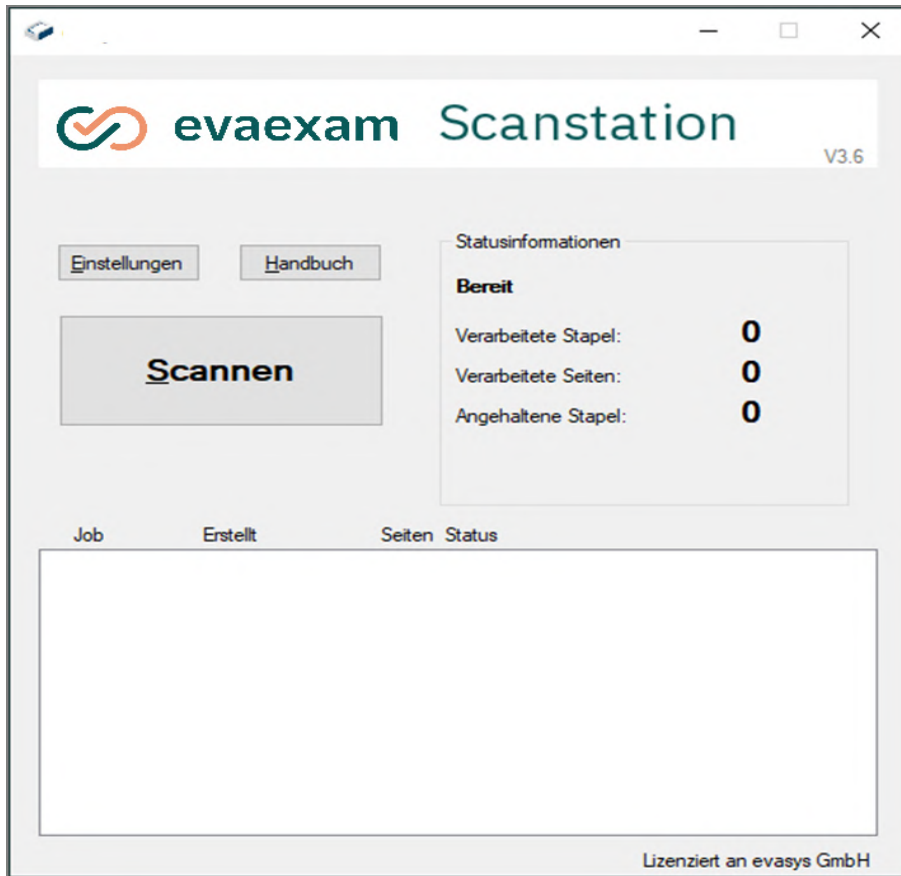 evaexam Scanstation
V3.6
Einstellungen
Handbuch
Scannen
Statusinformationen
Bereit
Verarbeitete Stapel: 0
Verarbeitete Seiten: 0
Angehaltene Stapel: 0
Job Erstellt Seiten Status
Lizenziert an evasys GmbH